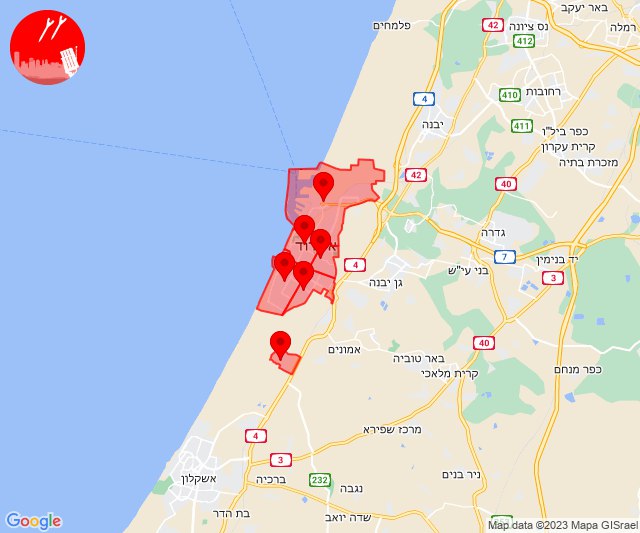 באר יעקב
42
נס ציונה
412
רמלה
פלמחים
רחובות
410
4
יבנה
411
כפר ביל"ו
קרית עקרון
מזכרת בתיה
42
40
גדרה
7
יד בנימין
4
בני עי"ש
3
גן יבנה
אמונים
40
באר טוביה
קרית מלאכי
כפר מנחם
מרכז שפירא
4
3
אשקלון
ברכיה
232
ניר בנים
נגבה
שדה יואב
בת הדר
Google
Map data ©2023 Mapa GISrael